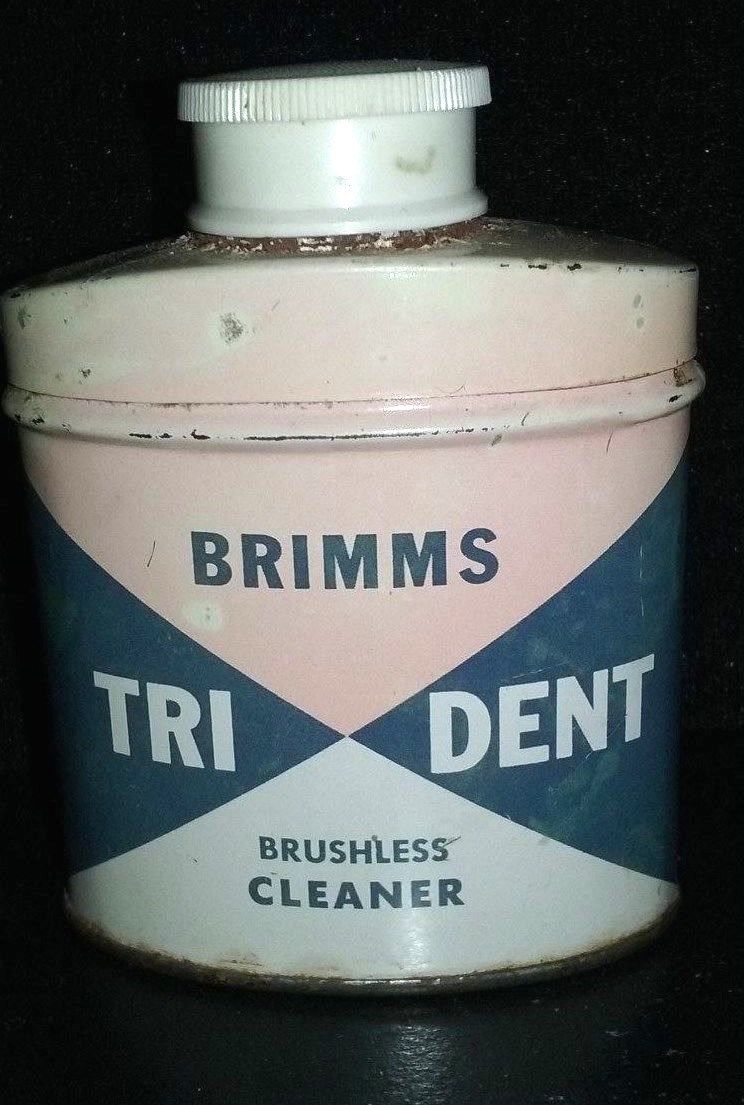 BRIMMS
TRI DENT
BRUSHLESS
CLEANER